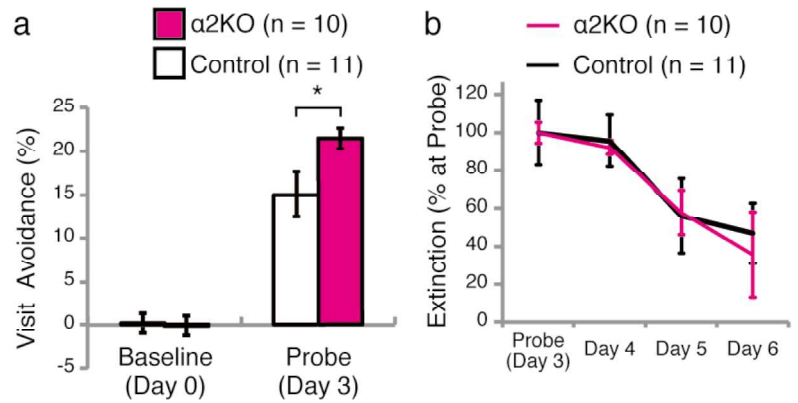 a
α2KO (n = 10)
Control (n = 11)
*
Visit Avoidance (%)
25
20
15
10
5
0
-5
Baseline
(Day 0)
Probe
(Day 3)
b
α2KO (n = 10)
Control (n = 11)
Extinction (% at Probe)
120
100
80
60
40
20
0
Probe
(Day 3)
Day 4
Day 5
Day 6